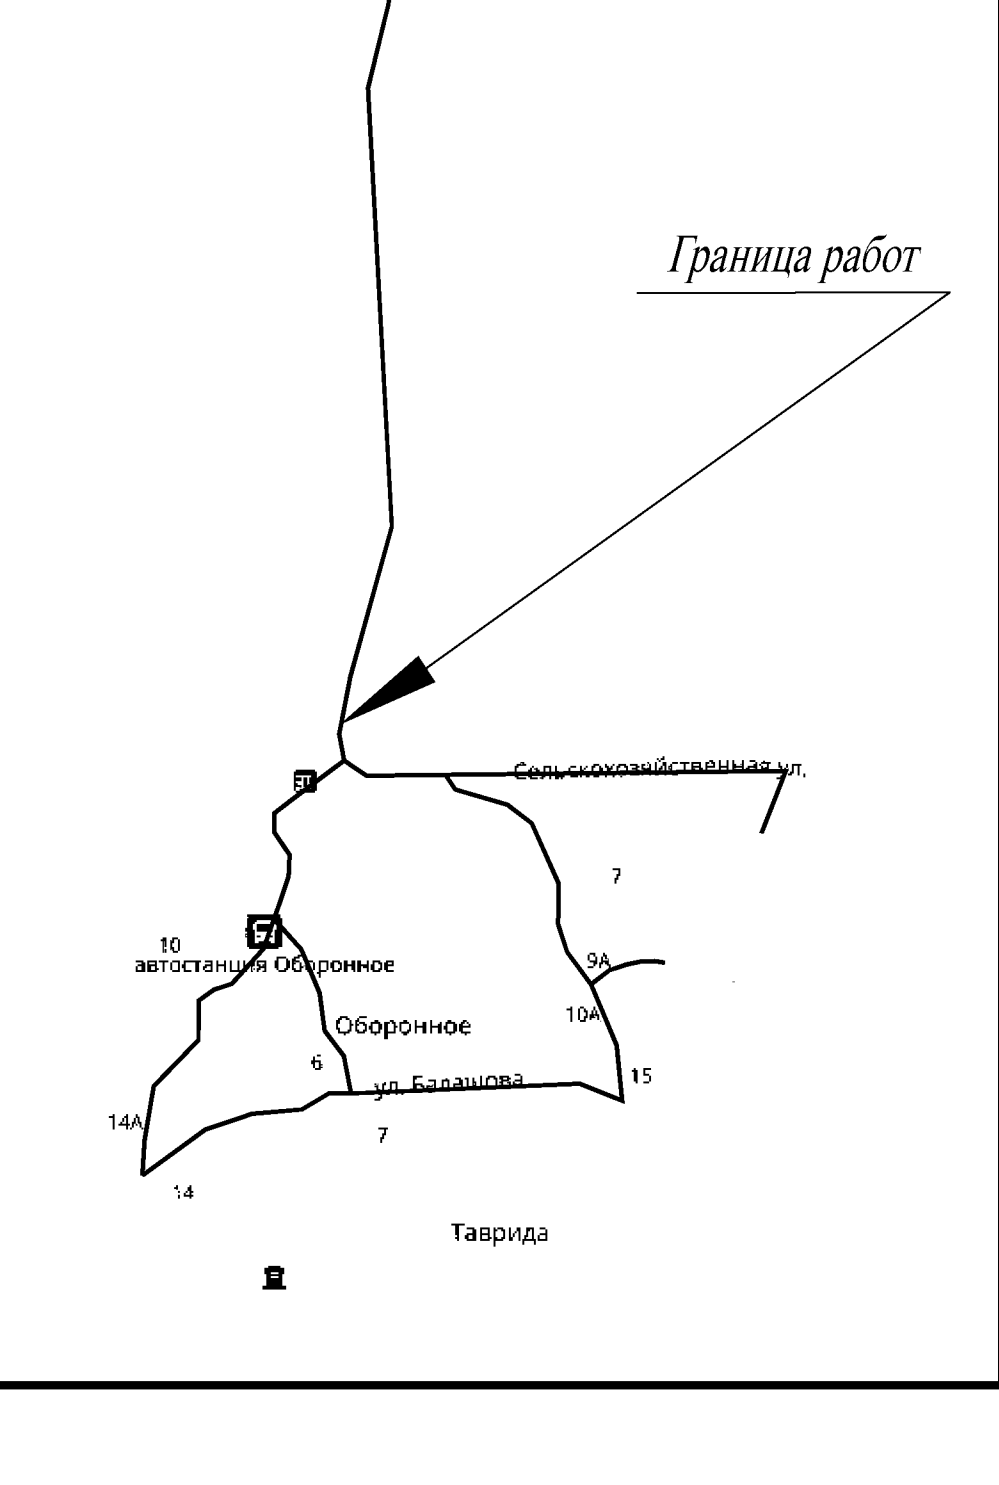 Граница работ
Сельскохозяйственная ул.
7
10
автостанция Оборонное
9А
10А
Оборонное
6
ул. Балашова
15
14А
7
14
Таврида